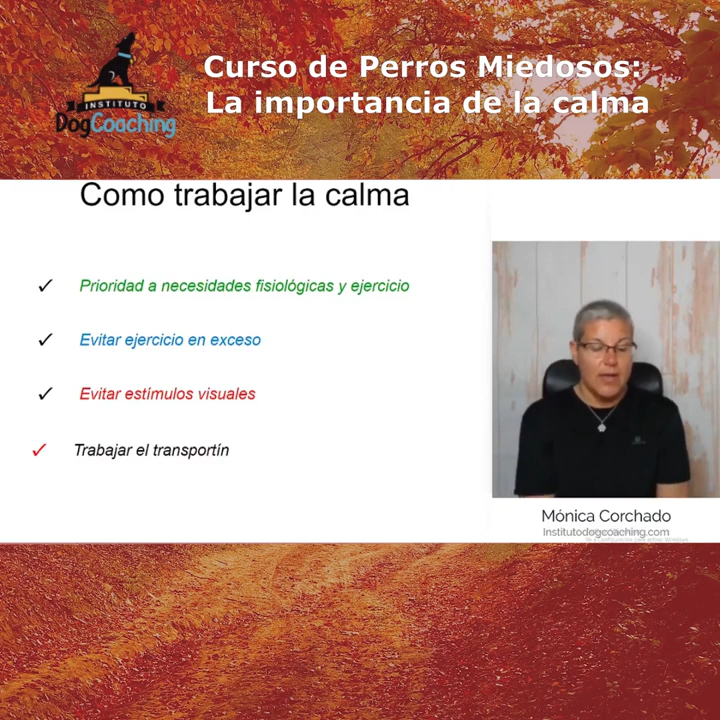 INSTITUTO
DogCoaching
Curso de Perros Miedosos:
La importancia de la calma
Como trabajar la calma
✓ Prioridad a necesidades fisiológicas y ejercicio
✓ Evitar ejercicio en exceso
✓ Evitar estímulos visuales
✓ Trabajar el transportín
Mónica Corchado
Institutodogcoaching.com